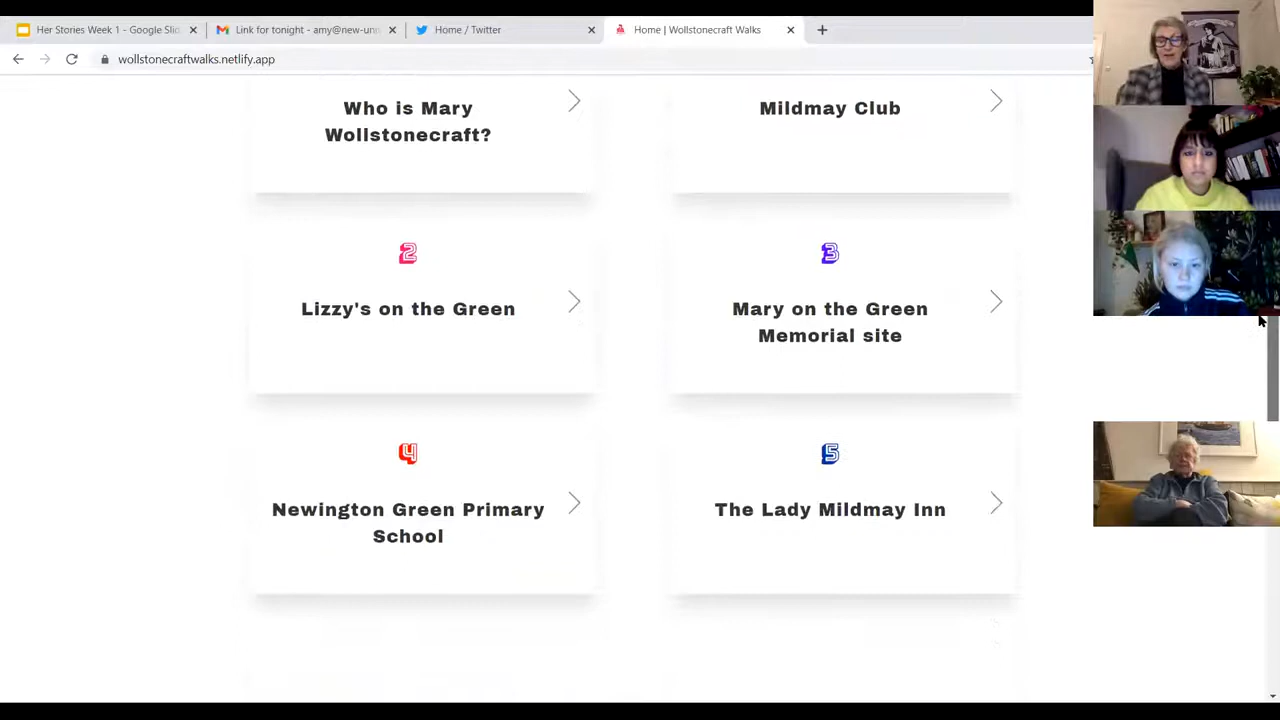 Her Stories Week 1 - Google Slid
Link for tonight - amy@new-unn
Home / Twitter
Home | Wollstonecraft Walks
wollstonecraftwalks.netlify.app
Who is Mary
Wollstonecraft?
Mildmay Club
2
Lizzy's on the Green
3
Mary on the Green
Memorial site
4
Newington Green Primary
School
5
The Lady Mildmay Inn